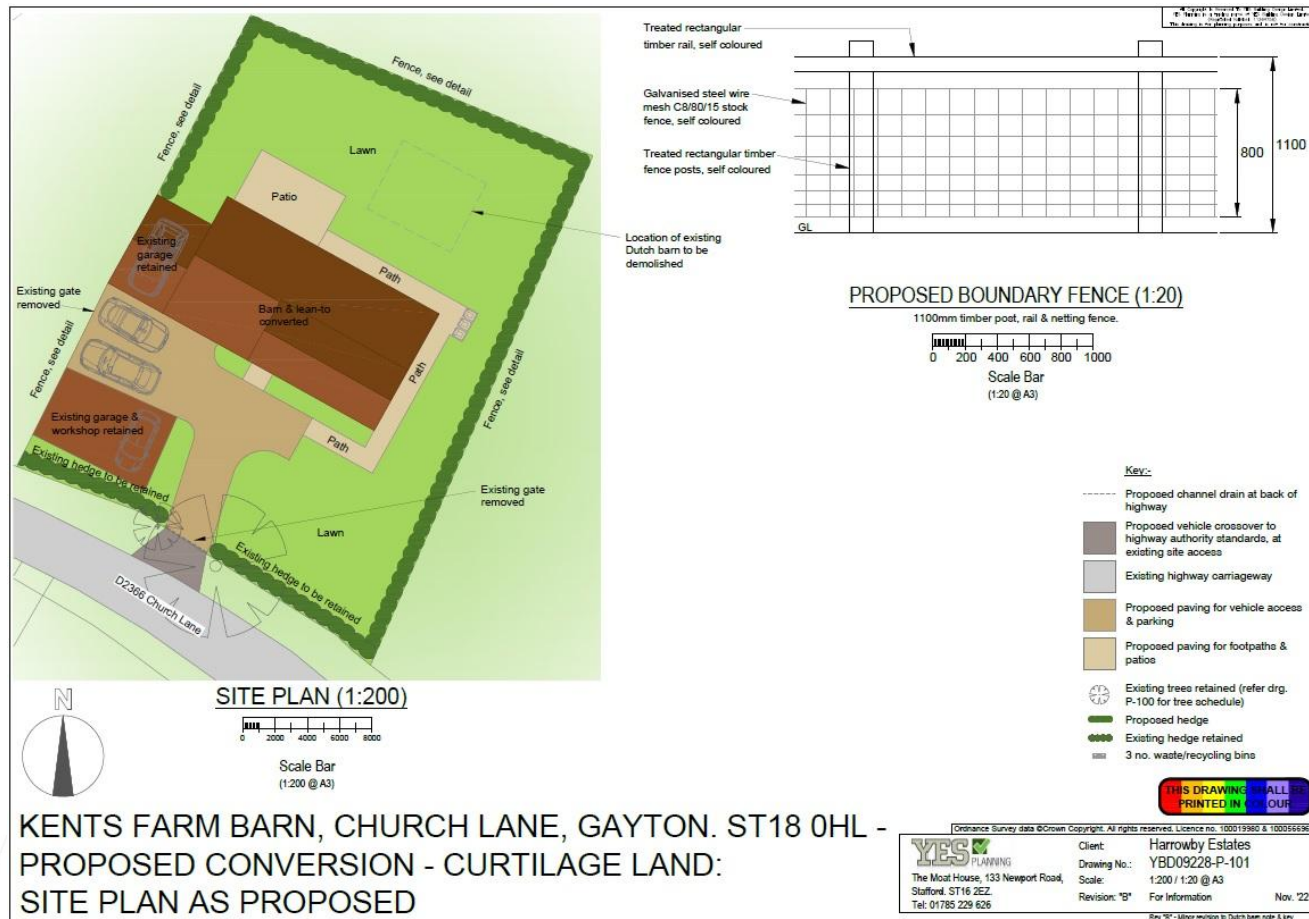 Fence, see detail
Fence, see detail
Lawn
Patio
Existing
garage
retained
Path
Location of existing
Dutch barn to be
demolished
Existing gate
removed
Barn & lean-to
converted
Path
Fence, see detail
Fence, see detail
Existing garage &
workshop retained
Path
Existing hedge to be retained
Existing gate
removed
Lawn
Existing hedge to be retained
D2366 Church Lane
N
SITE PLAN (1:200)
0 2000 4000 6000 8000
Scale Bar
(1:200 @ A3)
Treated rectangular
timber rail, self coloured
Galvanised steel wire
mesh C8/80/15 stock
fence, self coloured
Treated rectangular timber
fence posts, self coloured
GL
800
1100
PROPOSED BOUNDARY FENCE (1:20)
1100mm timber post, rail & netting fence.
0 200 400 600 800 1000
Scale Bar
(1:20 @ A3)
Key:-
Proposed channel drain at back of
highway
Proposed vehicle crossover to
highway authority standards, at
existing site access
Existing highway carriageway
Proposed paving for vehicle access
& parking
Proposed paving for footpaths &
patios
Existing trees retained (refer drg.
P-100 for tree schedule)
Proposed hedge
Existing hedge retained
3 no. waste/recycling bins
THIS DRAWING SHALL BE
PRINTED IN COLOUR
KENTS FARM BARN, CHURCH LANE, GAYTON. ST18 0HL -
PROPOSED CONVERSION - CURTILAGE LAND:
SITE PLAN AS PROPOSED
Ordnance Survey data ©Crown Copyright. All rights reserved. Licence no. 100019980 & 100056696
YES PLANNING
The Moat House, 133 Newport Road,
Stafford. ST16 2EZ.
Tel: 01785 229 626
Client: Harrowby Estates
Drawing No.: YBD09228-P-101
Scale: 1:200 / 1:20 @ A3
Revision: "B" For Information Nov. '22
Rev "B" - Minor revision to Dutch barn note & key